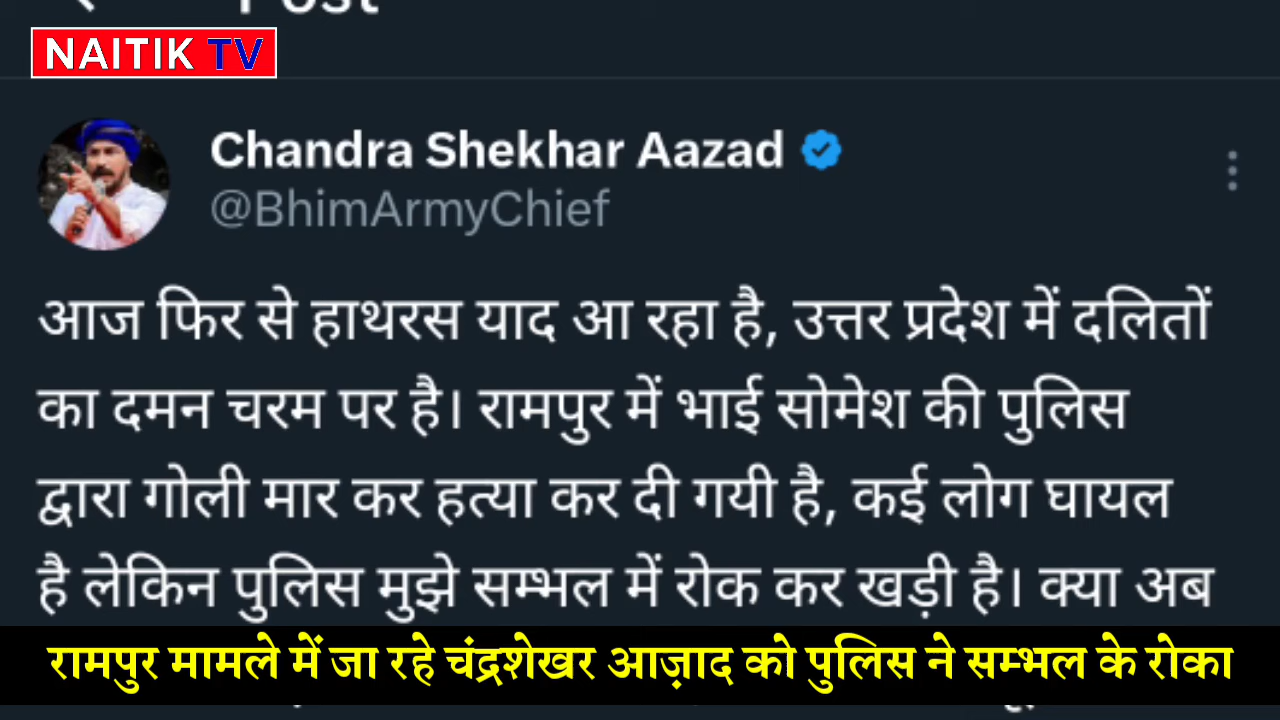 Post
NAITIK TV
Chandra Shekhar Aazad
@BhimArmyChief
आज फिर से हाथरस याद आ रहा है, उत्तर प्रदेश में दलितों
का दमन चरम पर है। रामपुर में भाई सोमेश की पुलिस
द्वारा गोली मार कर हत्या कर दी गयी है, कई लोग घायल
है लेकिन पुलिस मुझे सम्भल में रोक कर खड़ी है। क्या अब
रामपुर मामले में जा रहे चंद्रशेखर आज़ाद को पुलिस ने सम्भल के रोका